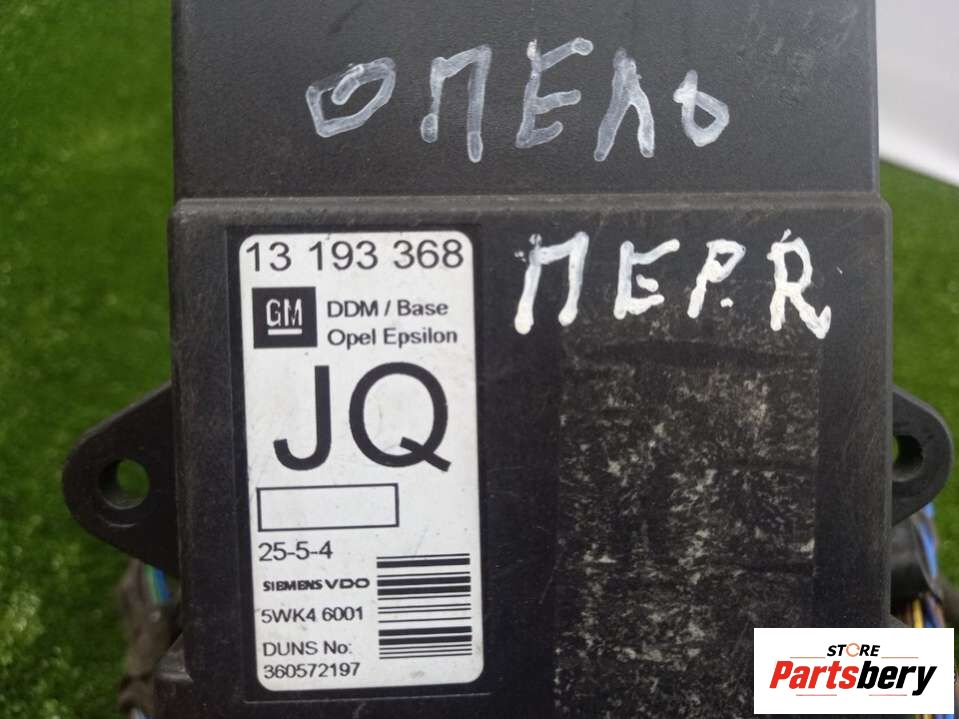 ОПЕЛЬ
ПЕР.R
13 193 368
GM
DDM / Base
Opel Epsilon
JQ
25-5-4
SIEMENS VDO
5WK4 6001
DUNS No:
360572197
STORE
Partsbery